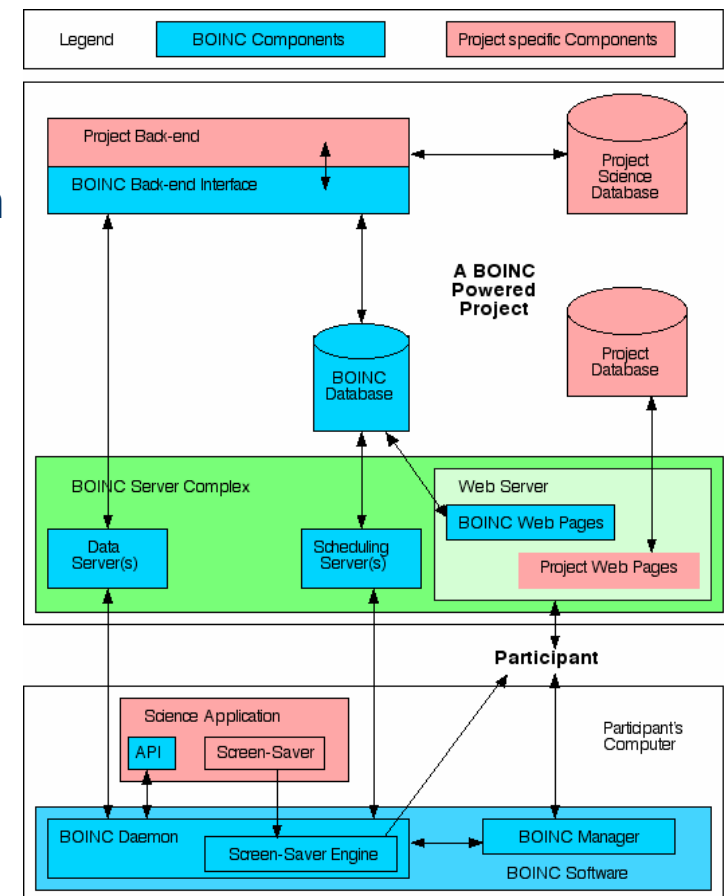 Legend
BOINC Components
Project specific Components
Project Back-end
BOINC Back-end Interface
Project
Science
Database
A BOINC
Powered
Project
BOINC
Database
Project
Database
BOINC Server Complex
Web Server
BOINC Web Pages
Data
Server(s)
Scheduling
Server(s)
Project Web Pages
Participant
Science Application
API
Screen-Saver
Participant's
Computer
BOINC Daemon
Screen-Saver Engine
BOINC Manager
BOINC Software